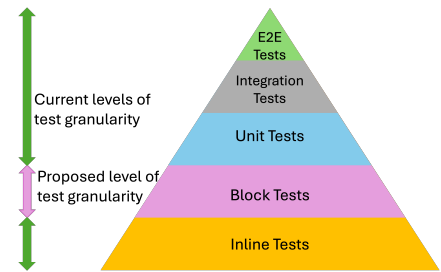 E2E
Tests
Integration
Tests
Current levels of
test granularity
Unit Tests
Proposed level of
test granularity
Block Tests
Inline Tests